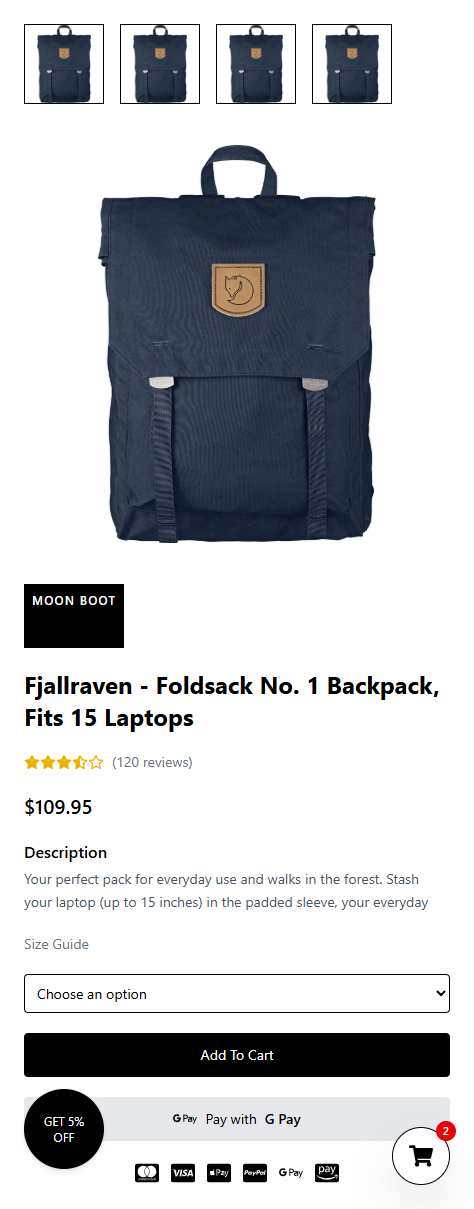 MOON BOOT
Fjallraven - Foldsack No. 1 Backpack,
Fits 15 Laptops
(120 reviews)
$109.95
Description
Your perfect pack for everyday use and walks in the forest. Stash
your laptop (up to 15 inches) in the padded sleeve, your everyday
Size Guide
Choose an option
Add To Cart
GET 5%
OFF
G Pay Pay with G Pay
2
VISA Pay PayPal G Pay pay